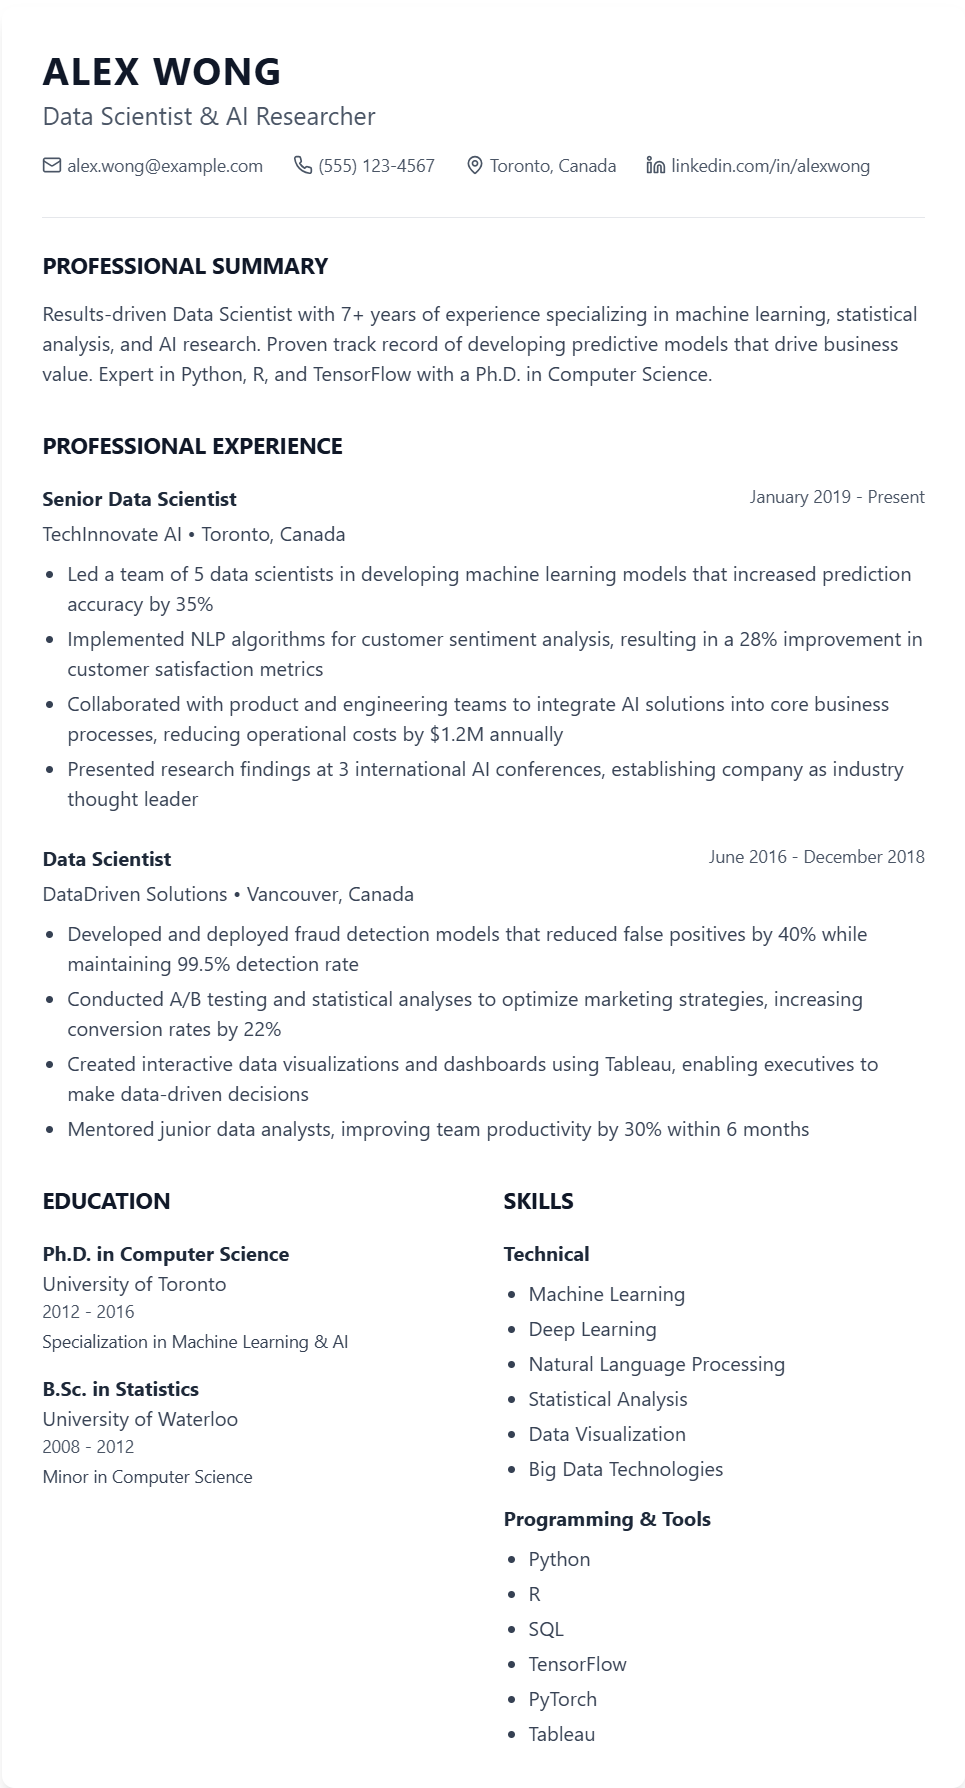 ALEX WONG
Data Scientist & AI Researcher
alex.wong@example.com (555) 123-4567 Toronto, Canada linkedin.com/in/alexwong
PROFESSIONAL SUMMARY
Results-driven Data Scientist with 7+ years of experience specializing in machine learning, statistical
analysis, and AI research. Proven track record of developing predictive models that drive business
value. Expert in Python, R, and TensorFlow with a Ph.D. in Computer Science.
PROFESSIONAL EXPERIENCE
Senior Data Scientist January 2019 - Present
TechInnovate AI • Toronto, Canada
• Led a team of 5 data scientists in developing machine learning models that increased prediction
accuracy by 35%
• Implemented NLP algorithms for customer sentiment analysis, resulting in a 28% improvement in
customer satisfaction metrics
• Collaborated with product and engineering teams to integrate AI solutions into core business
processes, reducing operational costs by $1.2M annually
• Presented research findings at 3 international AI conferences, establishing company as industry
thought leader
Data Scientist June 2016 - December 2018
DataDriven Solutions • Vancouver, Canada
• Developed and deployed fraud detection models that reduced false positives by 40% while
maintaining 99.5% detection rate
• Conducted A/B testing and statistical analyses to optimize marketing strategies, increasing
conversion rates by 22%
• Created interactive data visualizations and dashboards using Tableau, enabling executives to
make data-driven decisions
• Mentored junior data analysts, improving team productivity by 30% within 6 months
EDUCATION
Ph.D. in Computer Science
University of Toronto
2012 - 2016
Specialization in Machine Learning & AI
B.Sc. in Statistics
University of Waterloo
2008 - 2012
Minor in Computer Science
SKILLS
Technical
• Machine Learning
• Deep Learning
• Natural Language Processing
• Statistical Analysis
• Data Visualization
• Big Data Technologies
Programming & Tools
• Python
• R
• SQL
• TensorFlow
• PyTorch
• Tableau